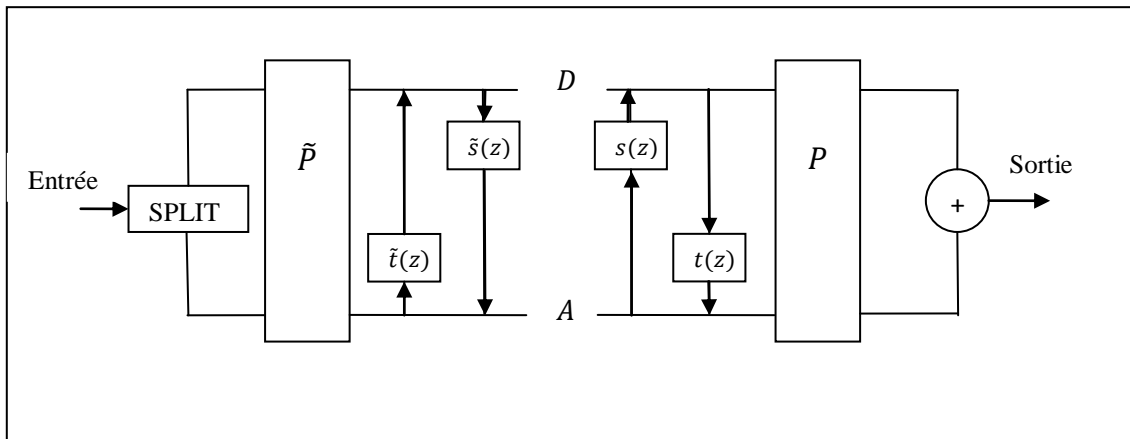 D
P̃
s̃(z)
s(z)
P
Entrée
Sortie
SPLIT
+
t̃(z)
t(z)
A